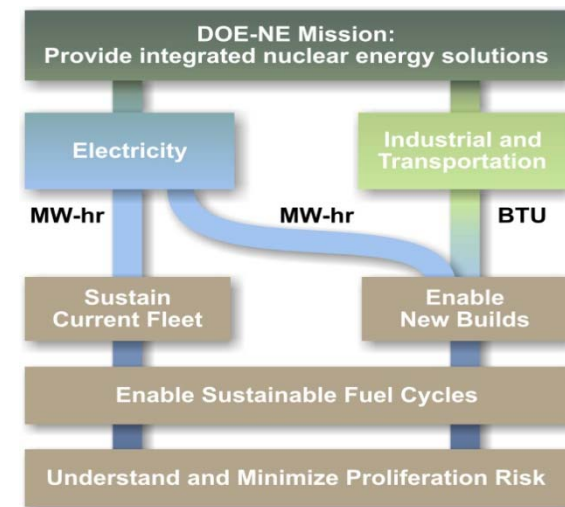 DOE-NE Mission:
Provide integrated nuclear energy solutions
Electricity
Industrial and
Transportation
MW-hr
MW-hr
BTU
Sustain
Current Fleet
Enable
New Builds
Enable Sustainable Fuel Cycles
Understand and Minimize Proliferation Risk